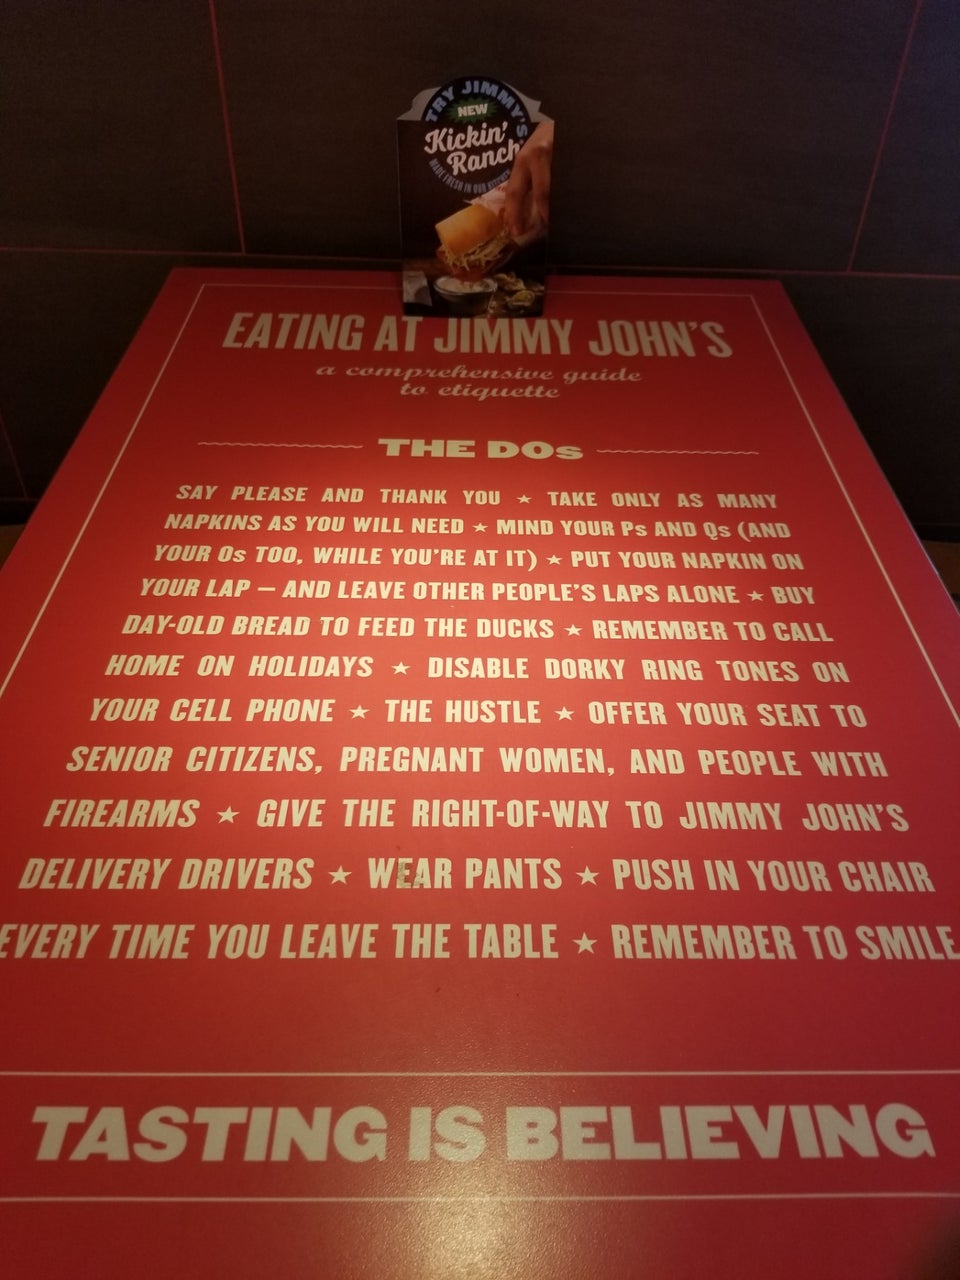 TRY JIMMY'S
NEW
Kickin'
Ranch
MADE FRESH IN OUR KITCHEN
EATING AT JIMMY JOHN'S
a comprehensive guide
to etiquette
THE DOs
SAY PLEASE AND THANK YOU ★ TAKE ONLY AS MANY
NAPKINS AS YOU WILL NEED ★ MIND YOUR Ps AND Qs (AND
YOUR Os TOO, WHILE YOU'RE AT IT) ★ PUT YOUR NAPKIN ON
YOUR LAP — AND LEAVE OTHER PEOPLE'S LAPS ALONE ★ BUY
DAY-OLD BREAD TO FEED THE DUCKS ★ REMEMBER TO CALL
HOME ON HOLIDAYS ★ DISABLE DORKY RING TONES ON
YOUR CELL PHONE ★ THE HUSTLE ★ OFFER YOUR SEAT TO
SENIOR CITIZENS, PREGNANT WOMEN, AND PEOPLE WITH
FIREARMS ★ GIVE THE RIGHT-OF-WAY TO JIMMY JOHN'S
DELIVERY DRIVERS ★ WEAR PANTS ★ PUSH IN YOUR CHAIR
EVERY TIME YOU LEAVE THE TABLE ★ REMEMBER TO SMILE
TASTING IS BELIEVING